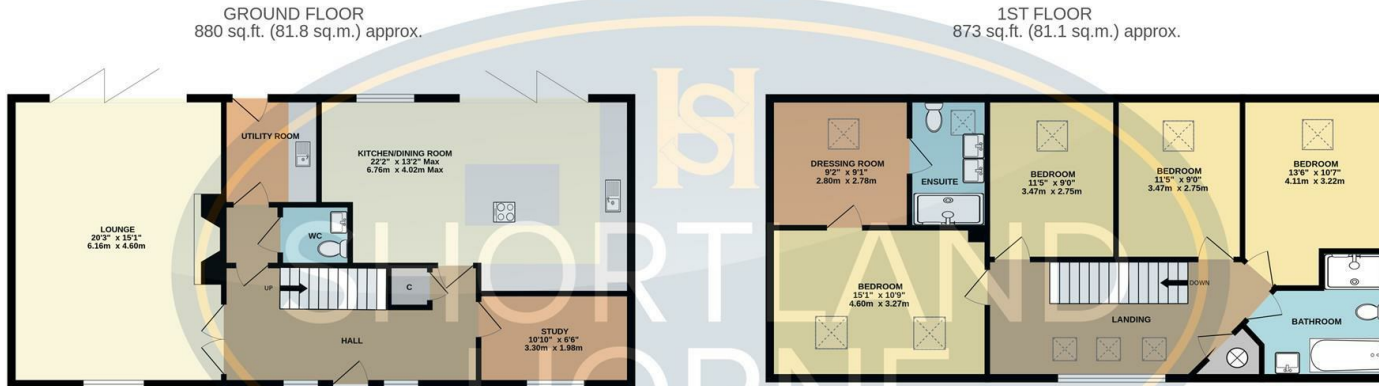 GROUND FLOOR
880 sq.ft. (81.8 sq.m.) approx.
1ST FLOOR
873 sq.ft. (81.1 sq.m.) approx.
HS
UTILITY ROOM
KITCHEN/DINING ROOM
22'2" x 13'2" Max
6.76m x 4.02m Max
LOUNGE
20'3" x 15'1"
6.16m x 4.60m
WC
UP
C
HALL
STUDY
10'10" x 6'6"
3.30m x 1.98m
DRESSING ROOM
9'2" x 9'1"
2.80m x 2.78m
ENSUITE
BEDROOM
11'5" x 9'0"
3.47m x 2.75m
BEDROOM
11'5" x 9'0"
3.47m x 2.75m
BEDROOM
13'6" x 10'7"
4.11m x 3.22m
BEDROOM
15'1" x 10'9"
4.60m x 3.27m
DOWN
LANDING
BATHROOM
SHORTLAND
HORNE